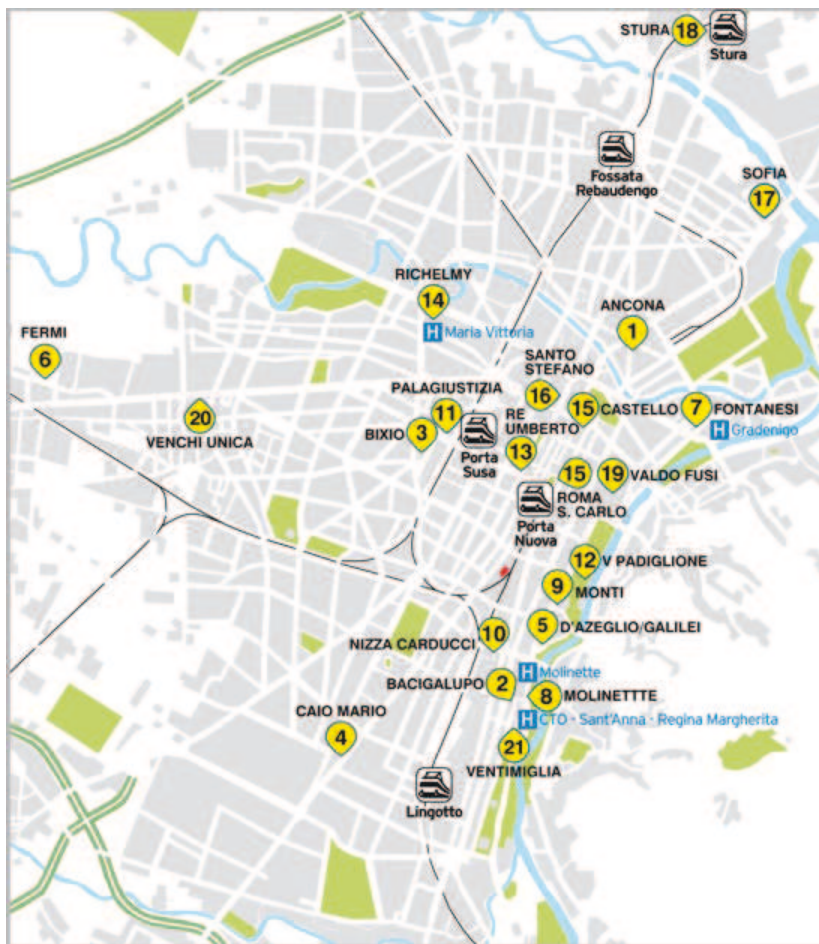 STURA 18
Stura
Fossata
Rebaudengo
SOFIA
17
RICHELMY
14
H Maria Vittoria
ANCONA
1
FERMI
6
SANTO
STEFANO
16
PALAGIUSTIZIA
11
20
VENCHI UNICA
BIXIO 3
Porta
Susa
RE
UMBERTO
13
15 CASTELLO
7 FONTANESI
H Gradenigo
15
ROMA
S. CARLO
19 VALDO FUSI
Porta
Nuova
12 V PADIGLIONE
9 MONTI
NIZZA CARDUCCI 10
5 D'AZEGLIO/GALILEI
H Molinette
BACIGALUPO 2
8 MOLINETTTE
H CTO · Sant'Anna · Regina Margherita
CAIO MARIO
4
21
VENTIMIGLIA
Lingotto